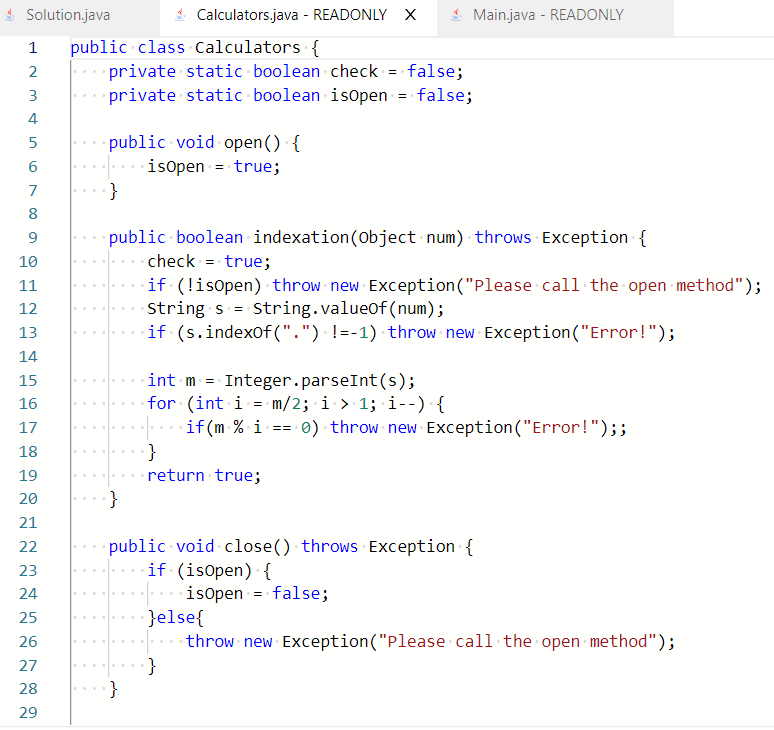 Solution.java Calculators.java - READONLY X Main.java - READONLY
1 public class Calculators {
2     private static boolean check = false;
3     private static boolean isOpen = false;
4
5     public void open() {
6         isOpen = true;
7     }
8
9     public boolean indexation(Object num) throws Exception {
10         check = true;
11         if (!isOpen) throw new Exception("Please call the open method");
12         String s = String.valueOf(num);
13         if (s.indexOf(".") !=-1) throw new Exception("Error!");
14
15         int m = Integer.parseInt(s);
16         for (int i = m/2; i > 1; i--) {
17             if(m % i == 0) throw new Exception("Error!");;
18         }
19         return true;
20     }
21
22     public void close() throws Exception {
23         if (isOpen) {
24             isOpen = false;
25         }else{
26             throw new Exception("Please call the open method");
27         }
28     }
29